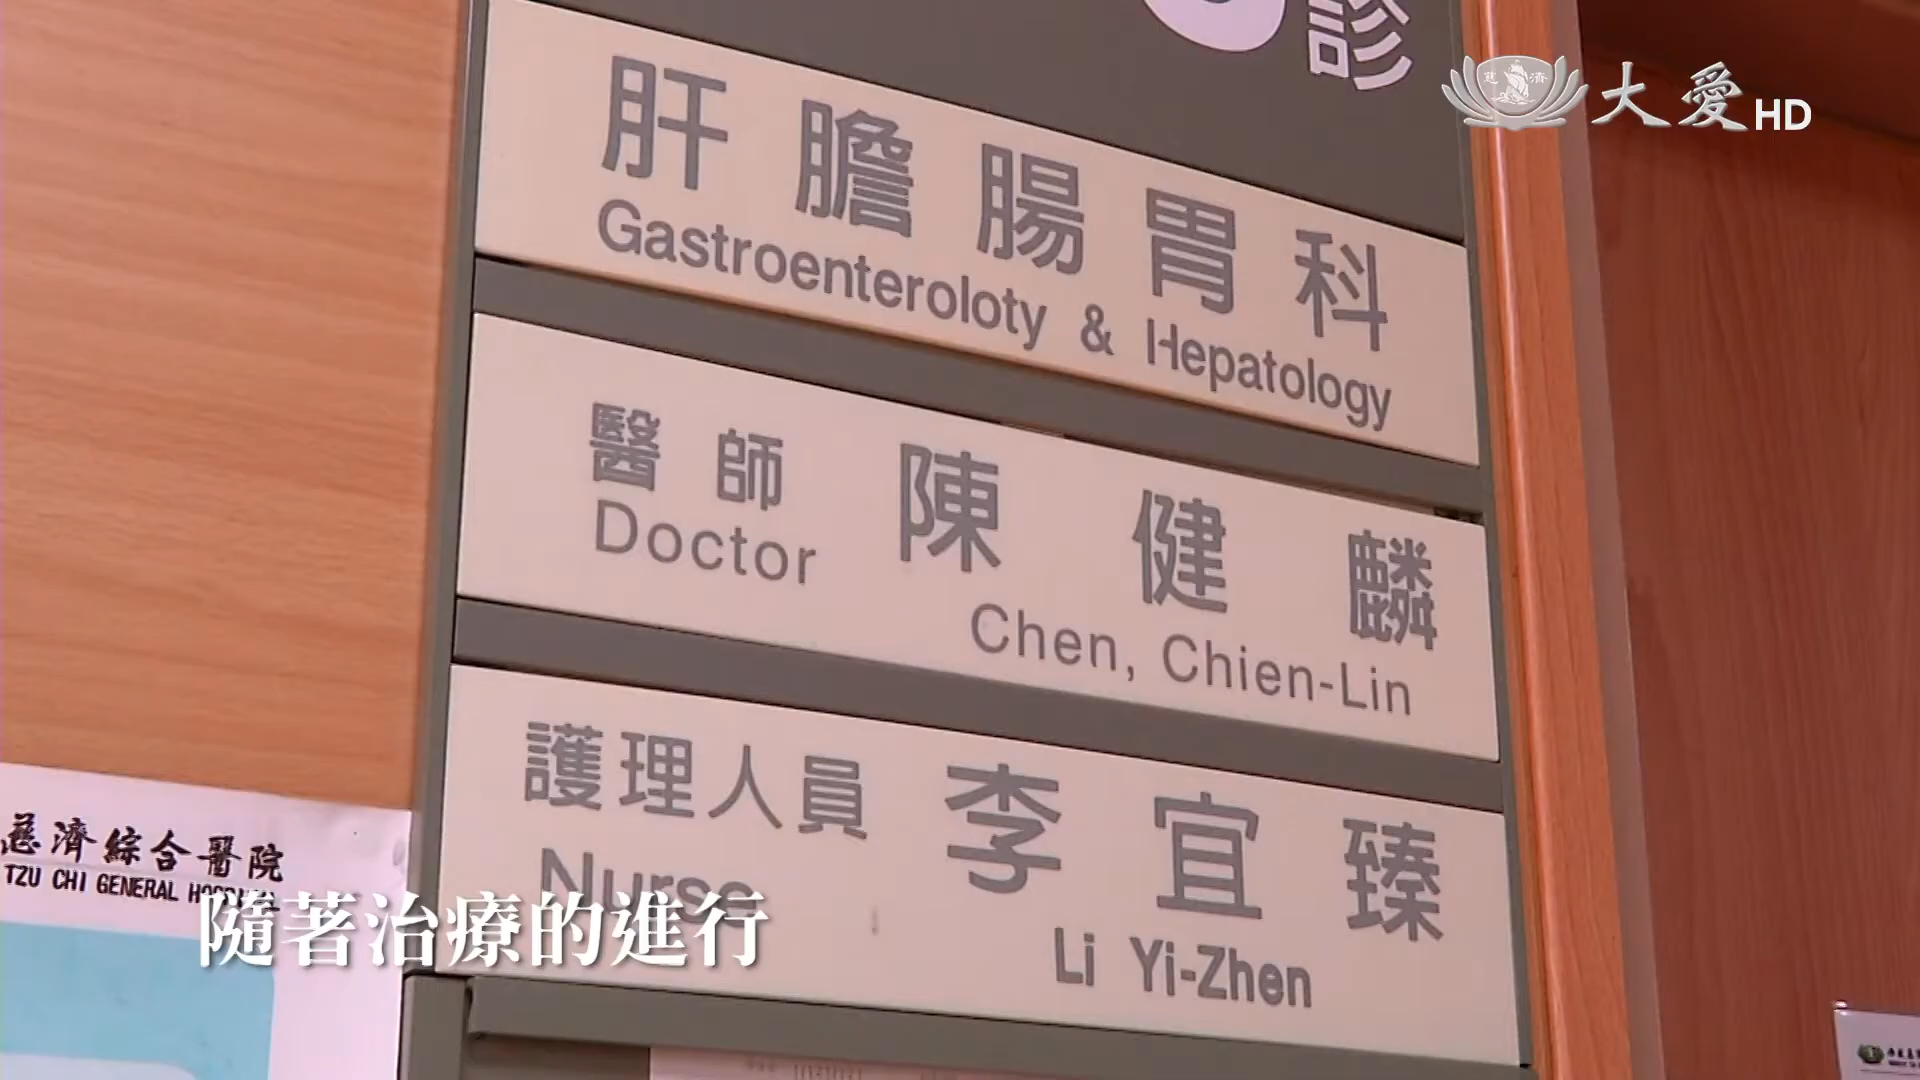 診
大愛HD
肝膽腸胃科
Gastroenteroloty & Hepatology
醫師 陳健麟
Doctor
Chen, Chien-Lin
護理人員 李宜臻
Nurse
Li Yi-Zhen
慈濟綜合醫院
TZU CHI GENERAL HOSPITAL
隨著治療的進行